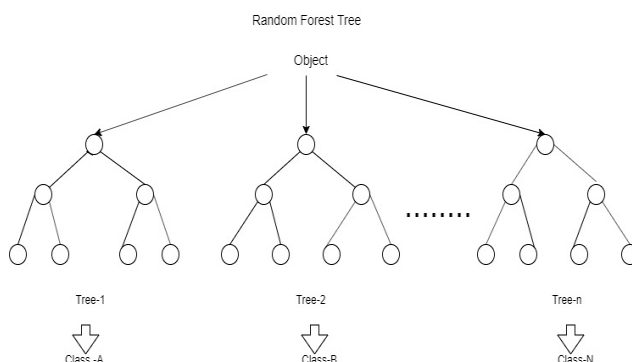 Random Forest Tree
Object
........
Tree-1
Tree-2
Tree-n
Class -A
Class-B
Class-N